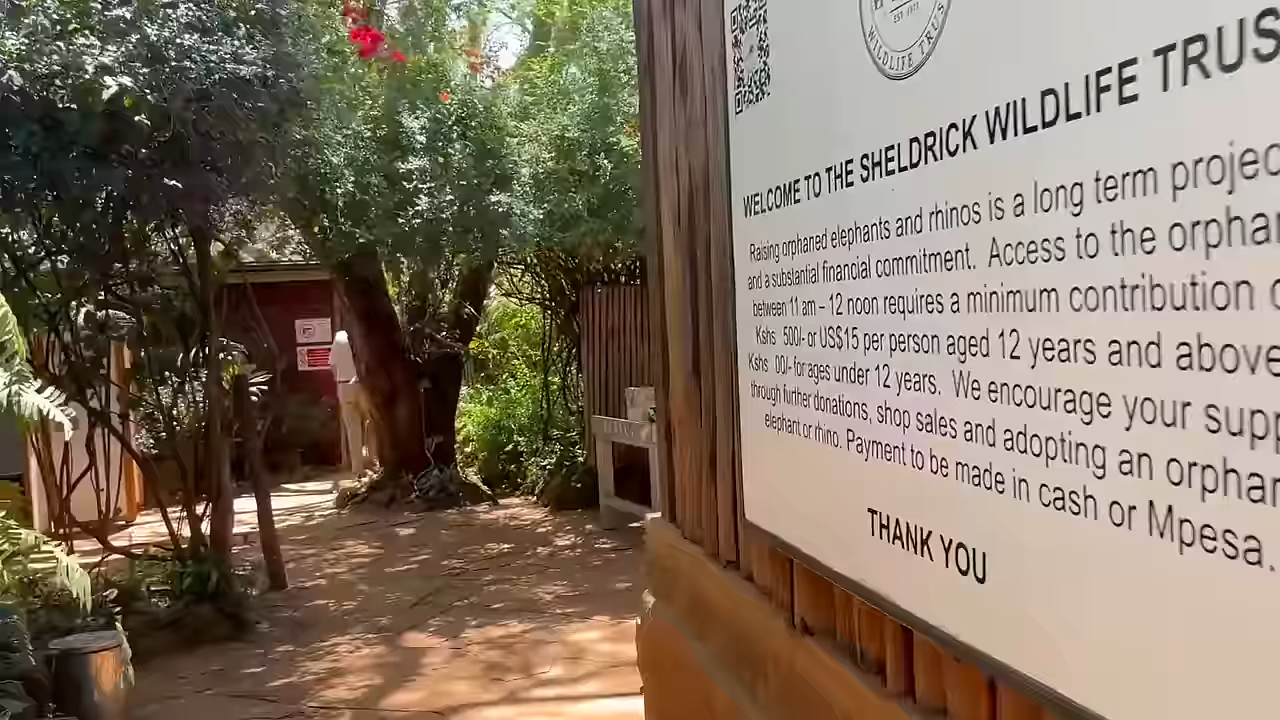 EST 1977
WILDLIFE TRUS
WELCOME TO THE SHELDRICK WILDLIFE TRUS
Raising orphaned elephants and rhinos is a long term projec
and a substantial financial commitment. Access to the orphan
between 11 am – 12 noon requires a minimum contribution o
Kshs 500/- or US$15 per person aged 12 years and above
Kshs 00/- for ages under 12 years. We encourage your supp
through further donations, shop sales and adopting an orphan
elephant or rhino. Payment to be made in cash or Mpesa.
THANK YOU